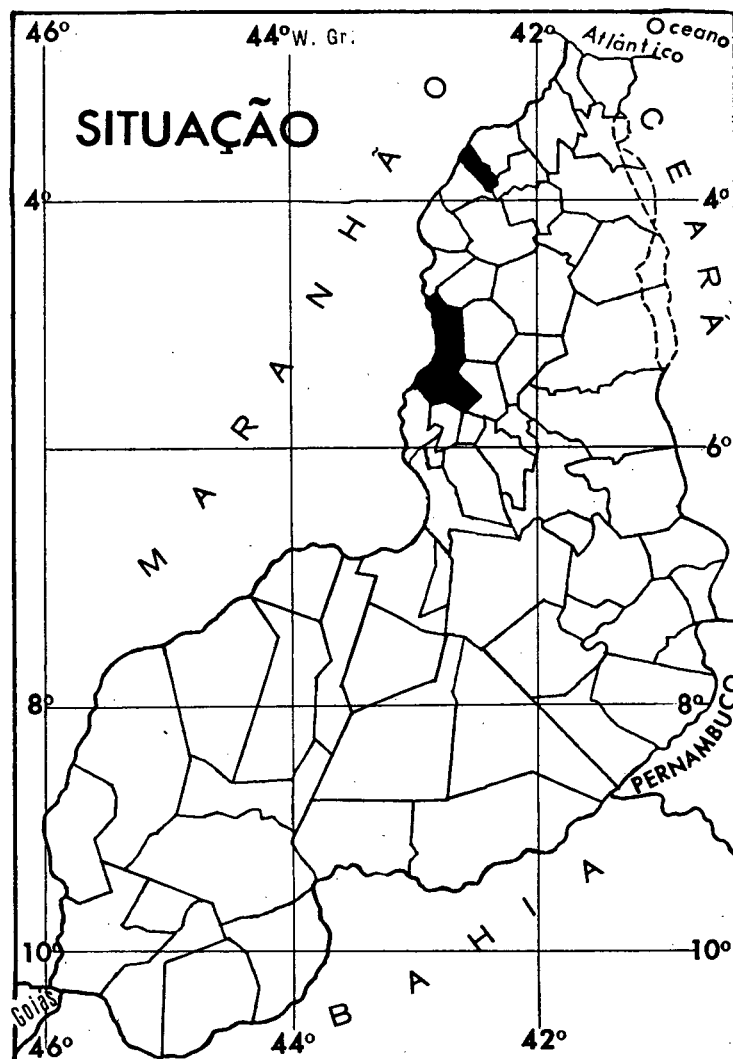 46° 44° W. Gr. 42° Oceano
Atlântico
SITUAÇÃO
MARANHÃO
CEARÁ
4° 4°
6°
8° 8°
PERNAMBUCO
BAHIA
10° 10°
Goiás
46° 44° 42°